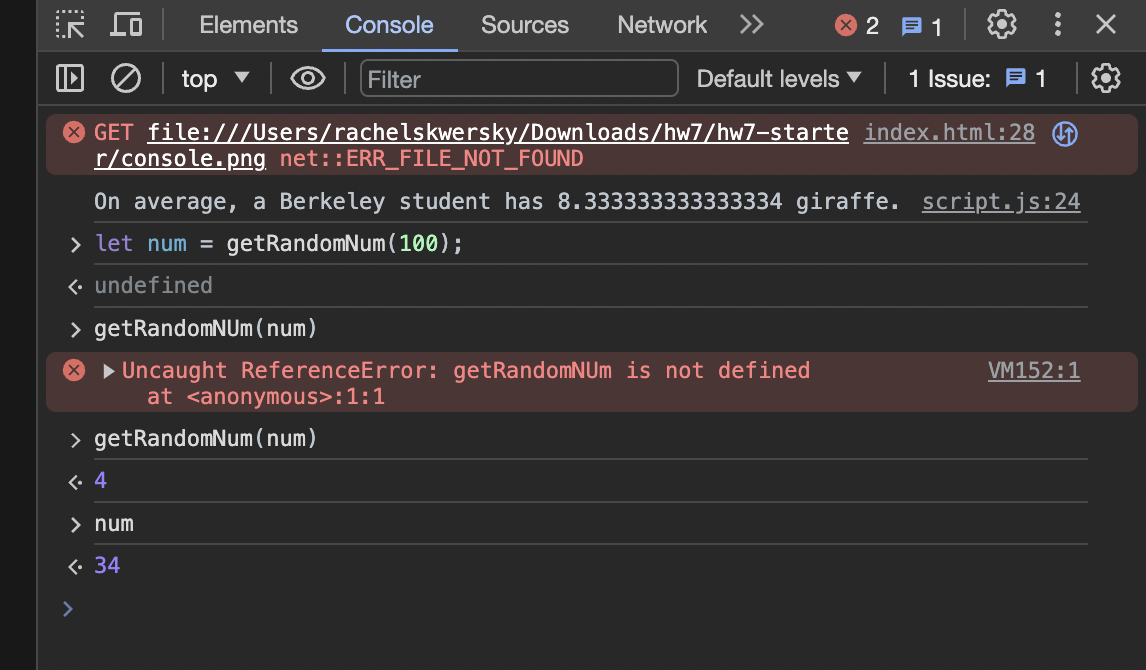 Elements Console Sources Network 2 1
top Filter Default levels 1 Issue: 1
GET file:///Users/rachelskwersky/Downloads/hw7/hw7-starte index.html:28
r/console.png net::ERR_FILE_NOT_FOUND
On average, a Berkeley student has 8.333333333333334 giraffe. script.js:24
let num = getRandomNum(100);
undefined
getRandomNUm(num)
Uncaught ReferenceError: getRandomNUm is not defined VM152:1
at <anonymous>:1:1
getRandomNum(num)
4
num
34